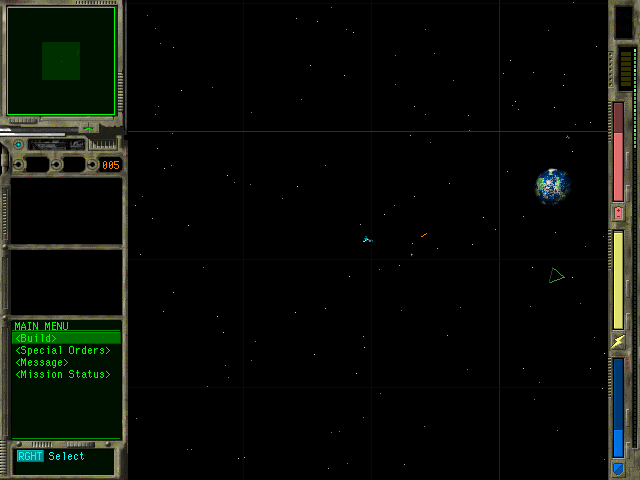 005
MAIN MENU
<Build>
<Special Orders>
<Message>
<Mission Status>
RGHT Select